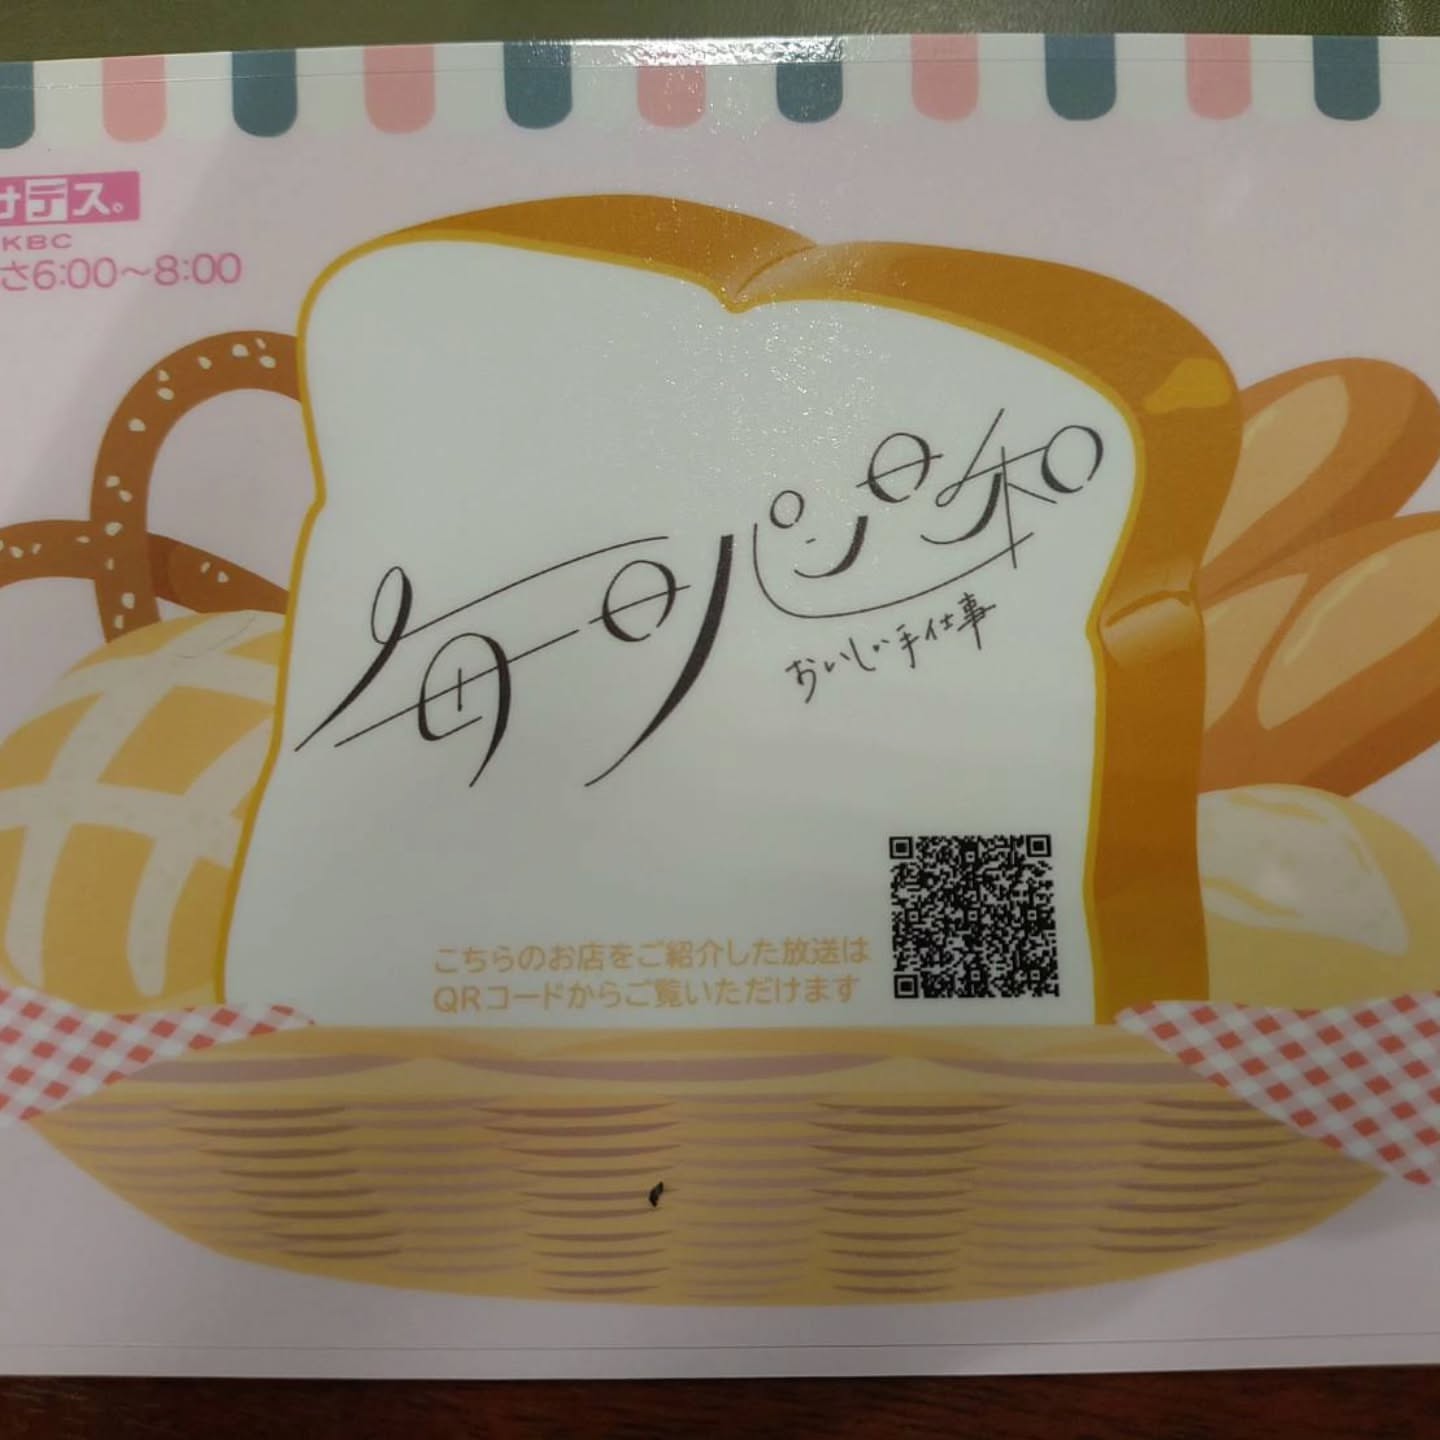 サデス。
KBC
さ6:00～8:00
毎日パン日和
おいしい手仕事
こちらのお店をご紹介した放送は
QRコードからご覧いただけます